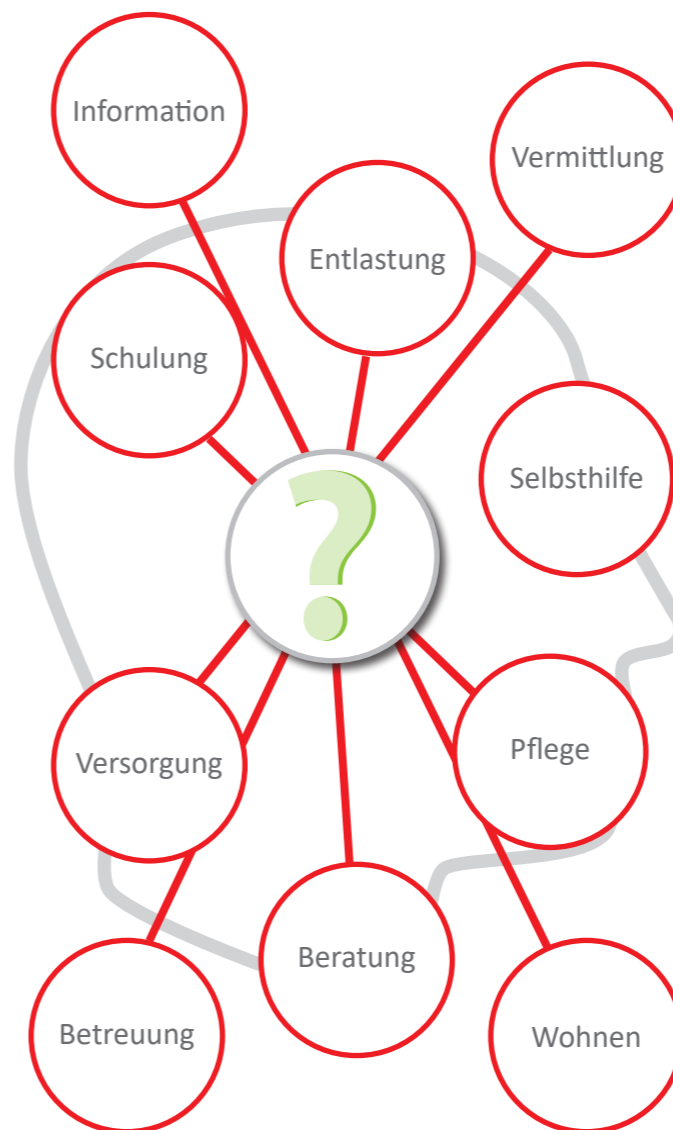 Information
Vermittlung
Entlastung
Schulung
Selbsthilfe
?
Versorgung
Pflege
Beratung
Betreuung
Wohnen